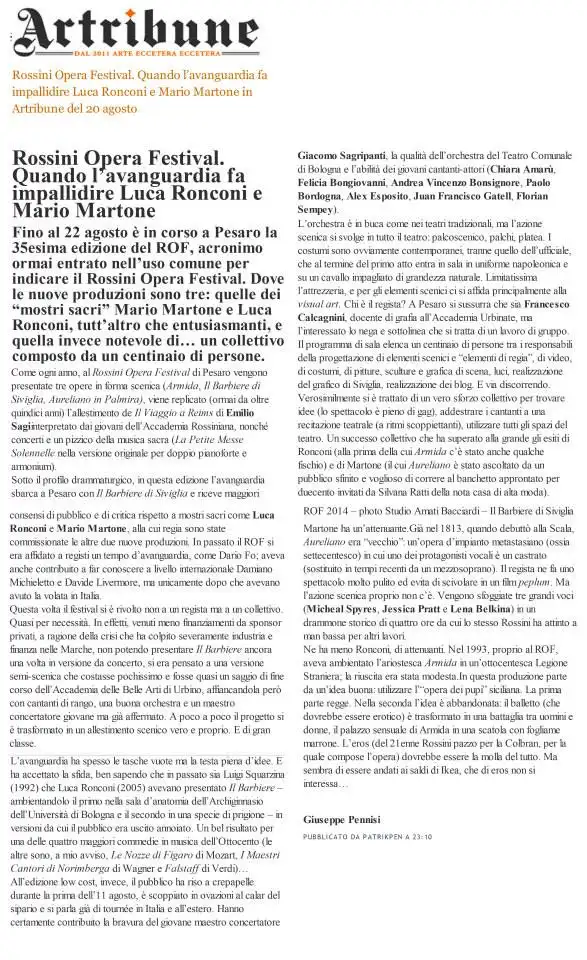 Artribune
DAL 2011 ARTE ECCETERA ECCETERA
Rossini Opera Festival. Quando l'avanguardia fa
impallidire Luca Ronconi e Mario Martone in
Artribune del 20 agosto
Rossini Opera Festival.
Quando l'avanguardia fa
impallidire Luca Ronconi e
Mario Martone
Fino al 22 agosto è in corso a Pesaro la
35esima edizione del ROF, acronimo
ormai entrato nell'uso comune per
indicare il Rossini Opera Festival. Dove
le nuove produzioni sono tre: quelle dei
“mostri sacri” Mario Martone e Luca
Ronconi, tutt'altro che entusiasmanti, e
quella invece notevole di… un collettivo
composto da un centinaio di persone.
Come ogni anno, al Rossini Opera Festival di Pesaro vengono
presentate tre opere in forma scenica (Armida, Il Barbiere di
Siviglia, Aureliano in Palmira), viene replicato (ormai da oltre
quindici anni) l'allestimento de Il Viaggio a Reims di Emilio
Sagiinterpretato dai giovani dell'Accademia Rossiniana, nonché
concerti e un pizzico della musica sacra (La Petite Messe
Solennelle nella versione originale per doppio pianoforte e
armonium).
Sotto il profilo drammaturgico, in questa edizione l'avanguardia
sbarca a Pesaro con Il Barbiere di Siviglia e riceve maggiori
consensi di pubblico e di critica rispetto a mostri sacri come Luca
Ronconi e Mario Martone, alla cui regia sono state
commissionate le altre due nuove produzioni. In passato il ROF si
era affidato a registi un tempo d'avanguardia, come Dario Fo; aveva
anche contributo a far conoscere a livello internazionale Damiano
Michieletto e Davide Livermore, ma unicamente dopo che avevano
avuto la volata in Italia.
Questa volta il festival si è rivolto non a un regista ma a un collettivo.
Quasi per necessità. In effetti, venuti meno finanziamenti da sponsor
privati, a ragione della crisi che ha colpito severamente industria e
finanza nelle Marche, non potendo presentare Il Barbiere ancora
una volta in versione da concerto, si era pensato a una versione
semi-scenica che costasse pochissimo e fosse quasi un saggio di fine
corso dell'Accademia delle Belle Arti di Urbino, affiancandola però
con cantanti di rango, una buona orchestra e un maestro
concertatore giovane ma già affermato. A poco a poco il progetto si
è trasformato in un allestimento scenico vero e proprio. E di gran
classe.
L'avanguardia ha spesso le tasche vuote ma la testa piena d'idee. E
ha accettato la sfida, ben sapendo che in passato sia Luigi Squarzina
(1992) che Luca Ronconi (2005) avevano presentato Il Barbiere –
ambientandolo il primo nella sala d'anatomia dell'Archiginnasio
dell'Università di Bologna e il secondo in una specie di prigione – in
versioni da cui il pubblico era uscito annoiato. Un bel risultato per
una delle quattro maggiori commedie in musica dell'Ottocento (le
altre sono, a mio avviso, Le Nozze di Figaro di Mozart, I Maestri
Cantori di Norimberga di Wagner e Falstaff di Verdi)…
All'edizione low cost, invece, il pubblico ha riso a crepapelle
durante la prima dell'11 agosto, è scoppiato in ovazioni al calar del
sipario e si parla già di tournée in Italia e all'estero. Hanno
certamente contribuito la bravura del giovane maestro concertatore
Giacomo Sagripanti, la qualità dell'orchestra del Teatro Comunale
di Bologna e l'abilità dei giovani cantanti-attori (Chiara Amarù,
Felicia Bongiovanni, Andrea Vincenzo Bonsignore, Paolo
Bordogna, Alex Esposito, Juan Francisco Gatell, Florian
Sempey).
L'orchestra è in buca come nei teatri tradizionali, ma l'azione
scenica si svolge in tutto il teatro: palcoscenico, palchi, platea. I
costumi sono ovviamente contemporanei, tranne quello dell'ufficiale,
che al termine del primo atto entra in sala in uniforme napoleonica e
su un cavallo impagliato di grandezza naturale. Limitatissima
l'attrezzeria, e per gli elementi scenici ci si affida principalmente alla
visual art. Chi è il regista? A Pesaro si sussurra che sia Francesco
Calcagnini, docente di grafia all'Accademia Urbinate, ma
l'interessato lo nega e sottolinea che si tratta di un lavoro di gruppo.
Il programma di sala elenca un centinaio di persone tra i responsabili
della progettazione di elementi scenici e “elementi di regia”, di video,
di costumi, di pitture, sculture e grafica di scena, luci, realizzazione
del grafico di Siviglia, realizzazione dei blog. E via discorrendo.
Verosimilmente si è trattato di un vero sforzo collettivo per trovare
idee (lo spettacolo è pieno di gag), addestrare i cantanti a una
recitazione teatrale (a ritmi scoppiettanti), utilizzare tutti gli spazi del
teatro. Un successo collettivo che ha superato alla grande gli esiti di
Ronconi (alla prima della cui Armida c'è stato anche qualche
fischio) e di Martone (il cui Aureliano è stato ascoltato da un
pubblico sfinito e voglioso di correre al banchetto approntato per
duecento invitati da Silvana Ratti della nota casa di alta moda).
ROF 2014 – photo Studio Amati Bacciardi – Il Barbiere di Siviglia
Martone ha un'attenuante.Già nel 1813, quando debuttò alla Scala,
Aureliano era “vecchio”: un'opera d'impianto metastasiano (ossia
settecentesco) in cui uno dei protagonisti vocali è un castrato
(sostituito in tempi recenti da un mezzosoprano). Il regista ne fa uno
spettacolo molto pulito ed evita di scivolare in un film peplum. Ma
l'azione scenica proprio non c'è. Vengono sfoggiate tre grandi voci
(Micheal Spyres, Jessica Pratt e Lena Belkina) in un
drammone storico di quattro ore da cui lo stesso Rossini ha attinto a
man bassa per altri lavori.
Ne ha meno Ronconi, di attenuanti. Nel 1993, proprio al ROF,
aveva ambientato l'ariostesca Armida in un'ottocentesca Legione
Straniera; la riuscita era stata modesta.In questa produzione parte
da un'idea buona: utilizzare l'“opera dei pupi” siciliana. La prima
parte regge. Nella seconda l'idea è abbandonata: il balletto (che
dovrebbe essere erotico) è trasformato in una battaglia tra uomini e
donne, il palazzo sensuale di Armida in una scatola con fogliame
marrone. L'eros (del 21enne Rossini pazzo per la Colbran, per la
quale compose l'opera) dovrebbe essere la molla del tutto. Ma
sembra di essere andati ai saldi di Ikea, che di eros non si
interessa…
Giuseppe Pennisi
PUBBLICATO DA PATRIKPEN A 23:10